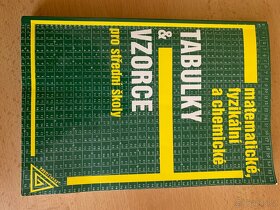 matematické,
fyzikální
a chemické
TABULKY
&
VZORCE
pro střední školy